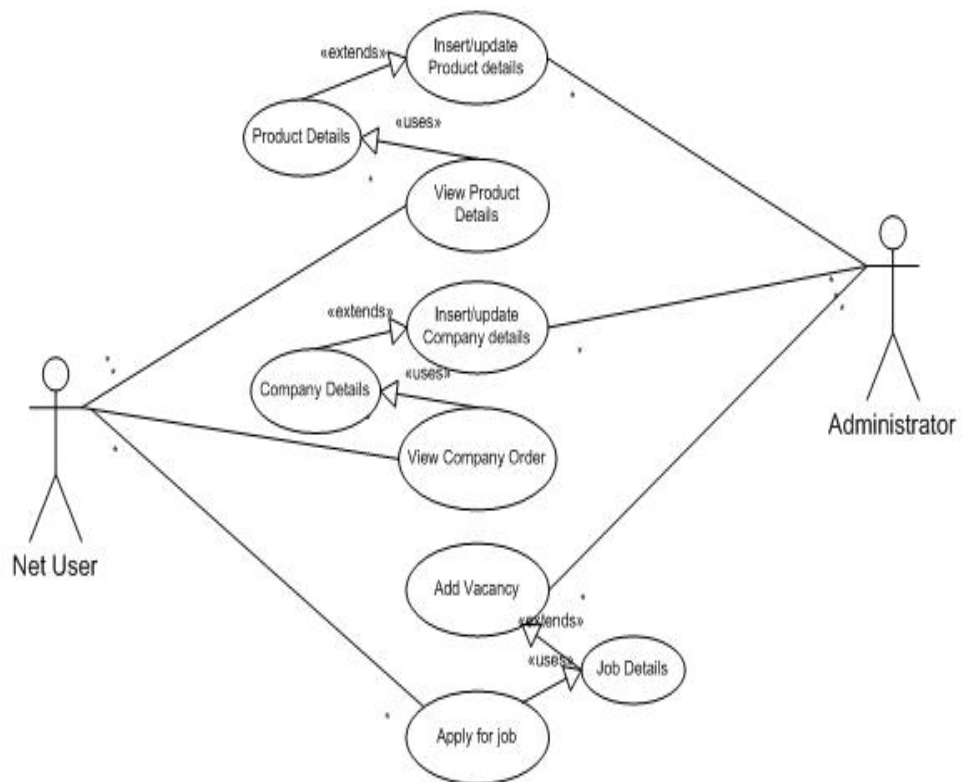 Insert/update
Product details
«extends»
Product Details
«uses»
*
*
View Product
Details
Insert/update
Company details
«extends»
*
*
*
*
Company Details
«uses»
*
*
*
*
View Company Order
Administrator
Net User
Add Vacancy
*
«extends»
«uses»
Job Details
*
Apply for job